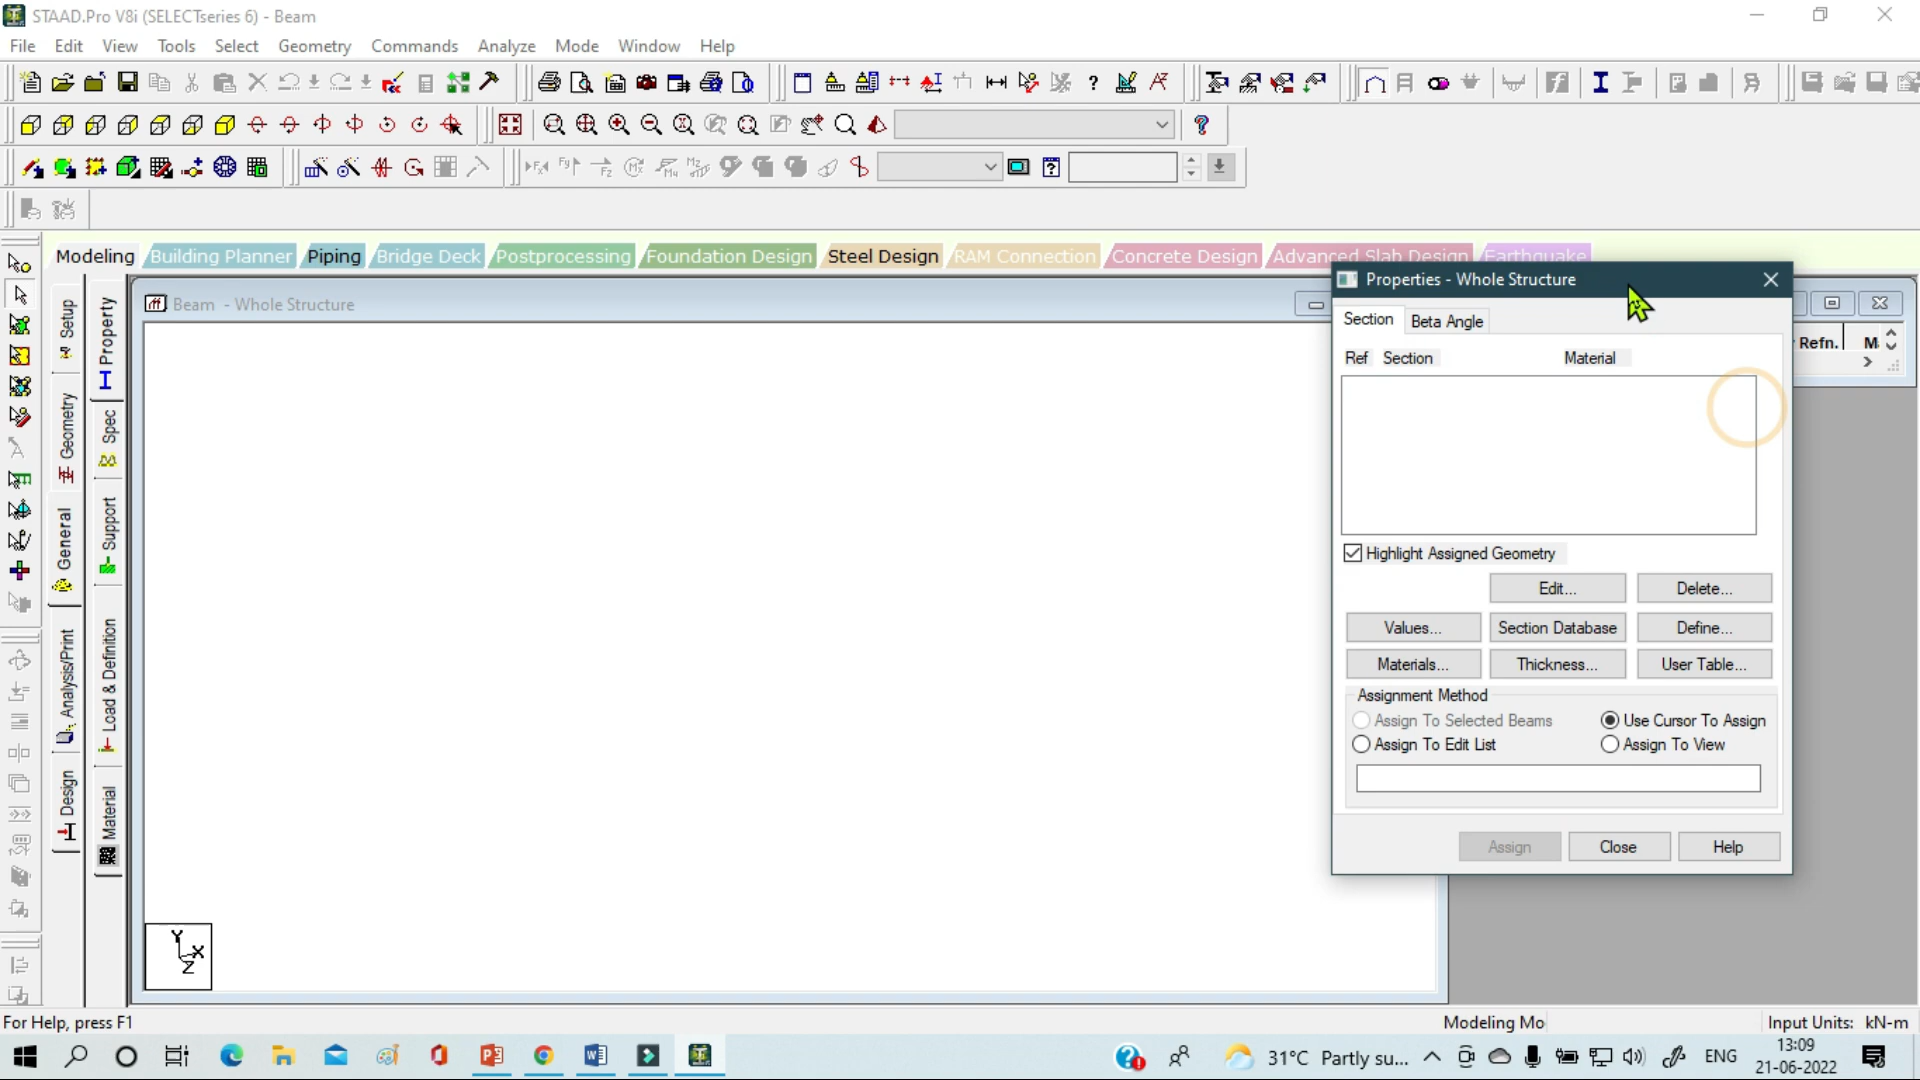 STAAD.Pro V8i (SELECTseries 6) - Beam
File Edit View Tools Select Geometry Commands Analyze Mode Window Help
Modeling Building Planner Piping Bridge Deck Postprocessing Foundation Design Steel Design RAM Connection Concrete Design Advanced Slab Design Earthquake
Beam - Whole Structure
Properties - Whole Structure
Section Beta Angle
Refn.
Ref Section Material
Highlight Assigned Geometry
Edit... Delete...
Values... Section Database Define...
Materials... Thickness... User Table...
Assignment Method
Assign To Selected Beams Use Cursor To Assign
Assign To Edit List Assign To View
Assign Close Help
Setup
Geometry
General
Analysis/Print
Design
Property
Spec
Support
Load & Definition
Material
Y
X
Z
For Help, press F1
Modeling Mo
Input Units: kN-m
31°C Partly su...
ENG
13:09
21-06-2022